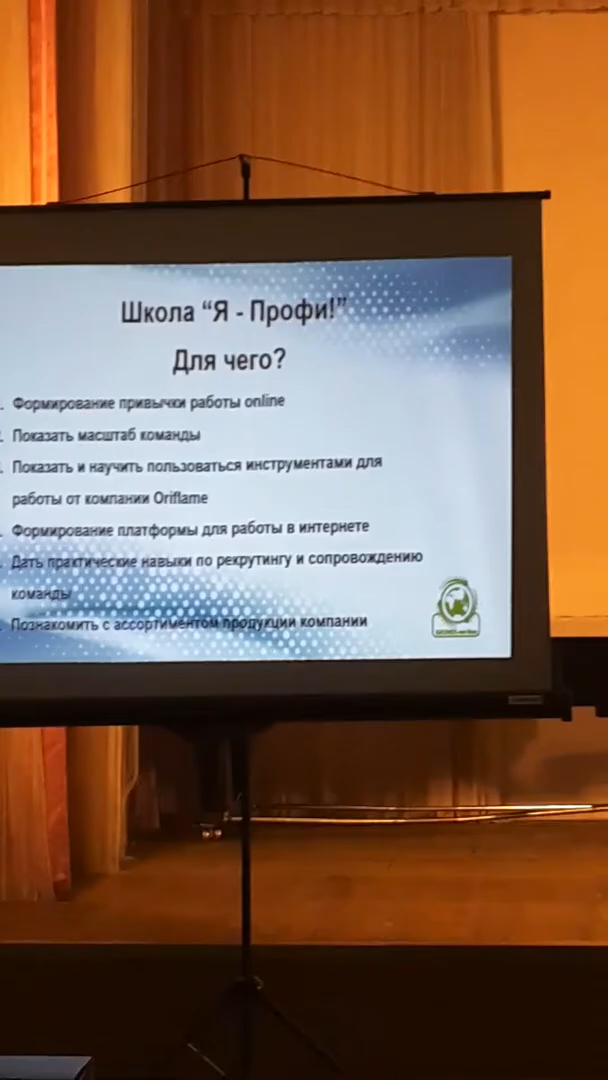 Школа “Я - Профи!”
Для чего?
Формирование привычки работы online
Показать масштаб команды
Показать и научить пользоваться инструментами для
работы от компании Oriflame
Формирование платформы для работы в интернете
Дать практические навыки по рекрутингу и сопровождению
команды
Познакомить с ассортиментом продукции компании